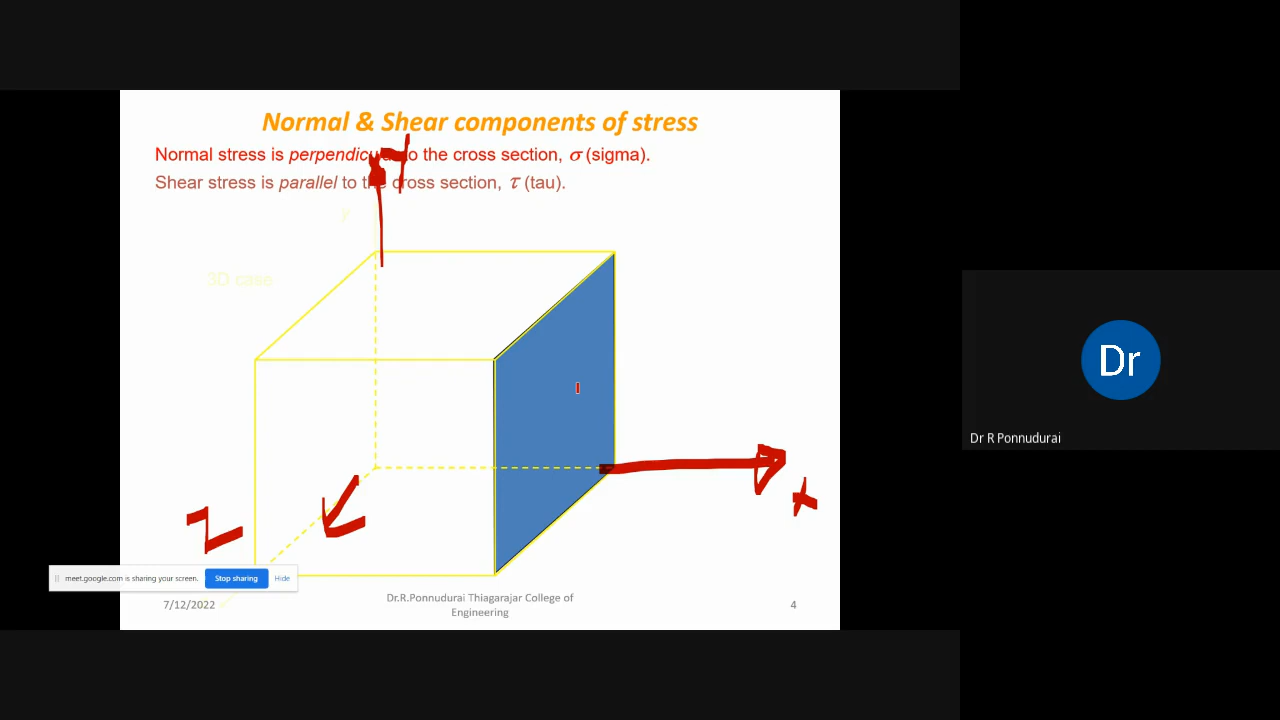 Normal & Shear components of stress
Normal stress is to the cross section, σ (sigma).
Shear stress is parallel to the cross section, τ (tau).
y
3D case
y
x
Z
meet.google.com is sharing your screen. Stop sharing Hide
7/12/2022
Dr.R.Ponnudurai Thiagarajar College of
Engineering
4
Dr
Dr R Ponnudurai